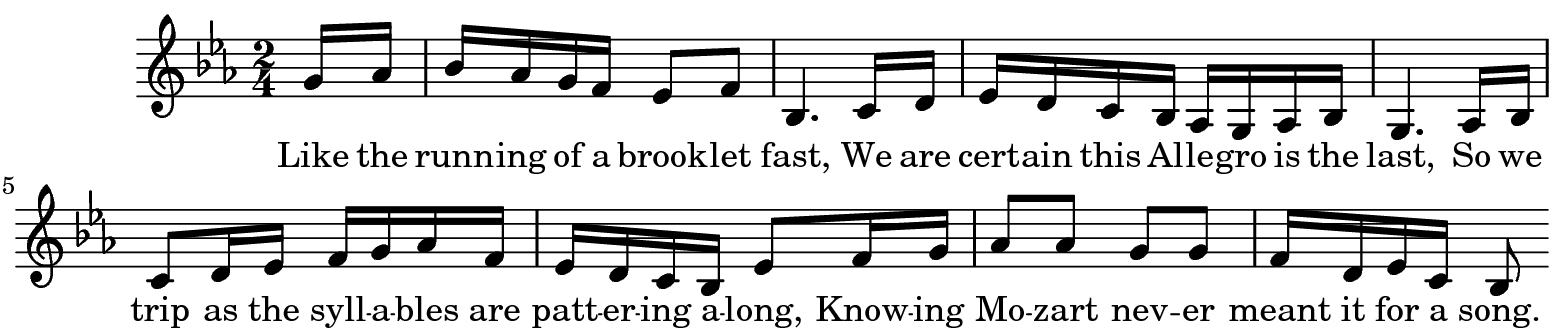 2
4
Like the running of a brooklet fast, We are certain this Allegro is the last, So we
5
trip as the syll-a-bles are patt-er-ing a-long, Know-ing Mo-zart nev-er meant it for a song.